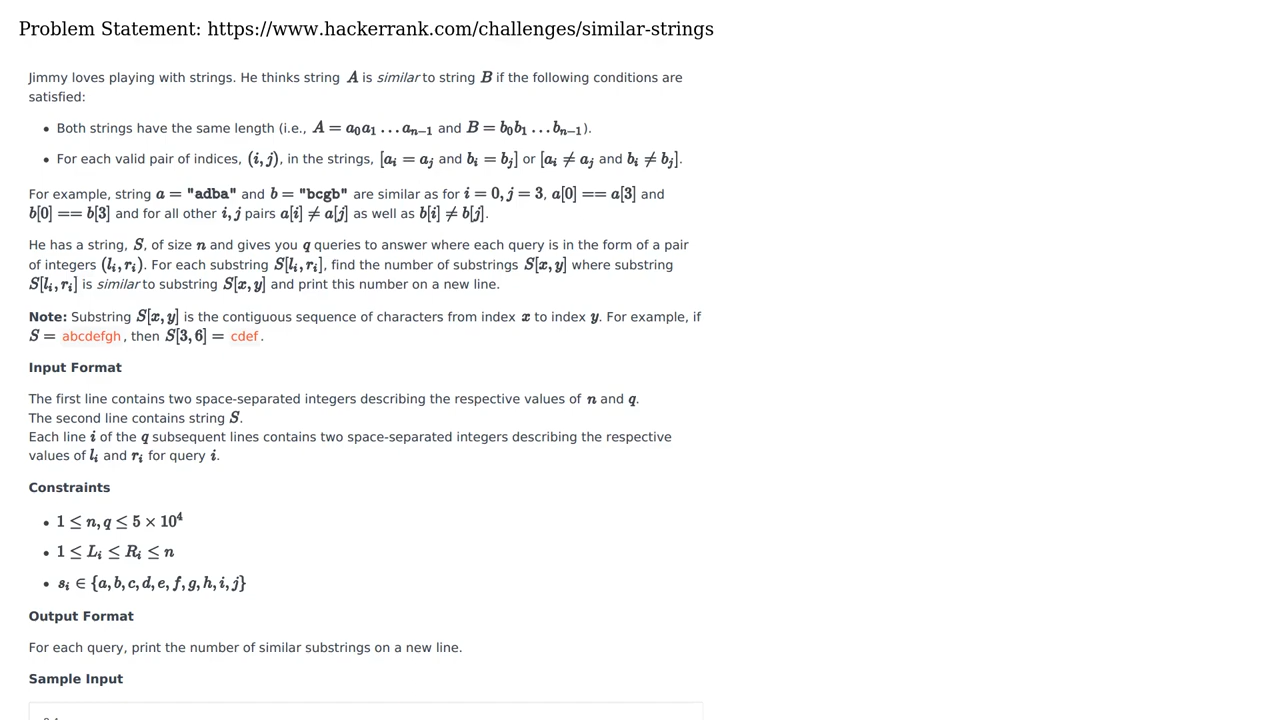 Problem Statement: https://www.hackerrank.com/challenges/similar-strings
Jimmy loves playing with strings. He thinks string A is similar to string B if the following conditions are
satisfied:
• Both strings have the same length (i.e., A = a₀a₁ … aₙ₋₁ and B = b₀b₁ … bₙ₋₁).
• For each valid pair of indices, (i, j), in the strings, [aᵢ = aⱼ and bᵢ = bⱼ] or [aᵢ ≠ aⱼ and bᵢ ≠ bⱼ].
For example, string a = "adba" and b = "bcgb" are similar as for i = 0, j = 3, a[0] == a[3] and
b[0] == b[3] and for all other i, j pairs a[i] ≠ a[j] as well as b[i] ≠ b[j].
He has a string, S, of size n and gives you q queries to answer where each query is in the form of a pair
of integers (lᵢ, rᵢ). For each substring S[lᵢ, rᵢ], find the number of substrings S[x, y] where substring
S[lᵢ, rᵢ] is similar to substring S[x, y] and print this number on a new line.
Note: Substring S[x, y] is the contiguous sequence of characters from index x to index y. For example, if
S = abcdefgh, then S[3, 6] = cdef.
Input Format
The first line contains two space-separated integers describing the respective values of n and q.
The second line contains string S.
Each line i of the q subsequent lines contains two space-separated integers describing the respective
values of lᵢ and rᵢ for query i.
Constraints
• 1 ≤ n, q ≤ 5 × 10⁴
• 1 ≤ Lᵢ ≤ Rᵢ ≤ n
• sᵢ ∈ {a, b, c, d, e, f, g, h, i, j}
Output Format
For each query, print the number of similar substrings on a new line.
Sample Input